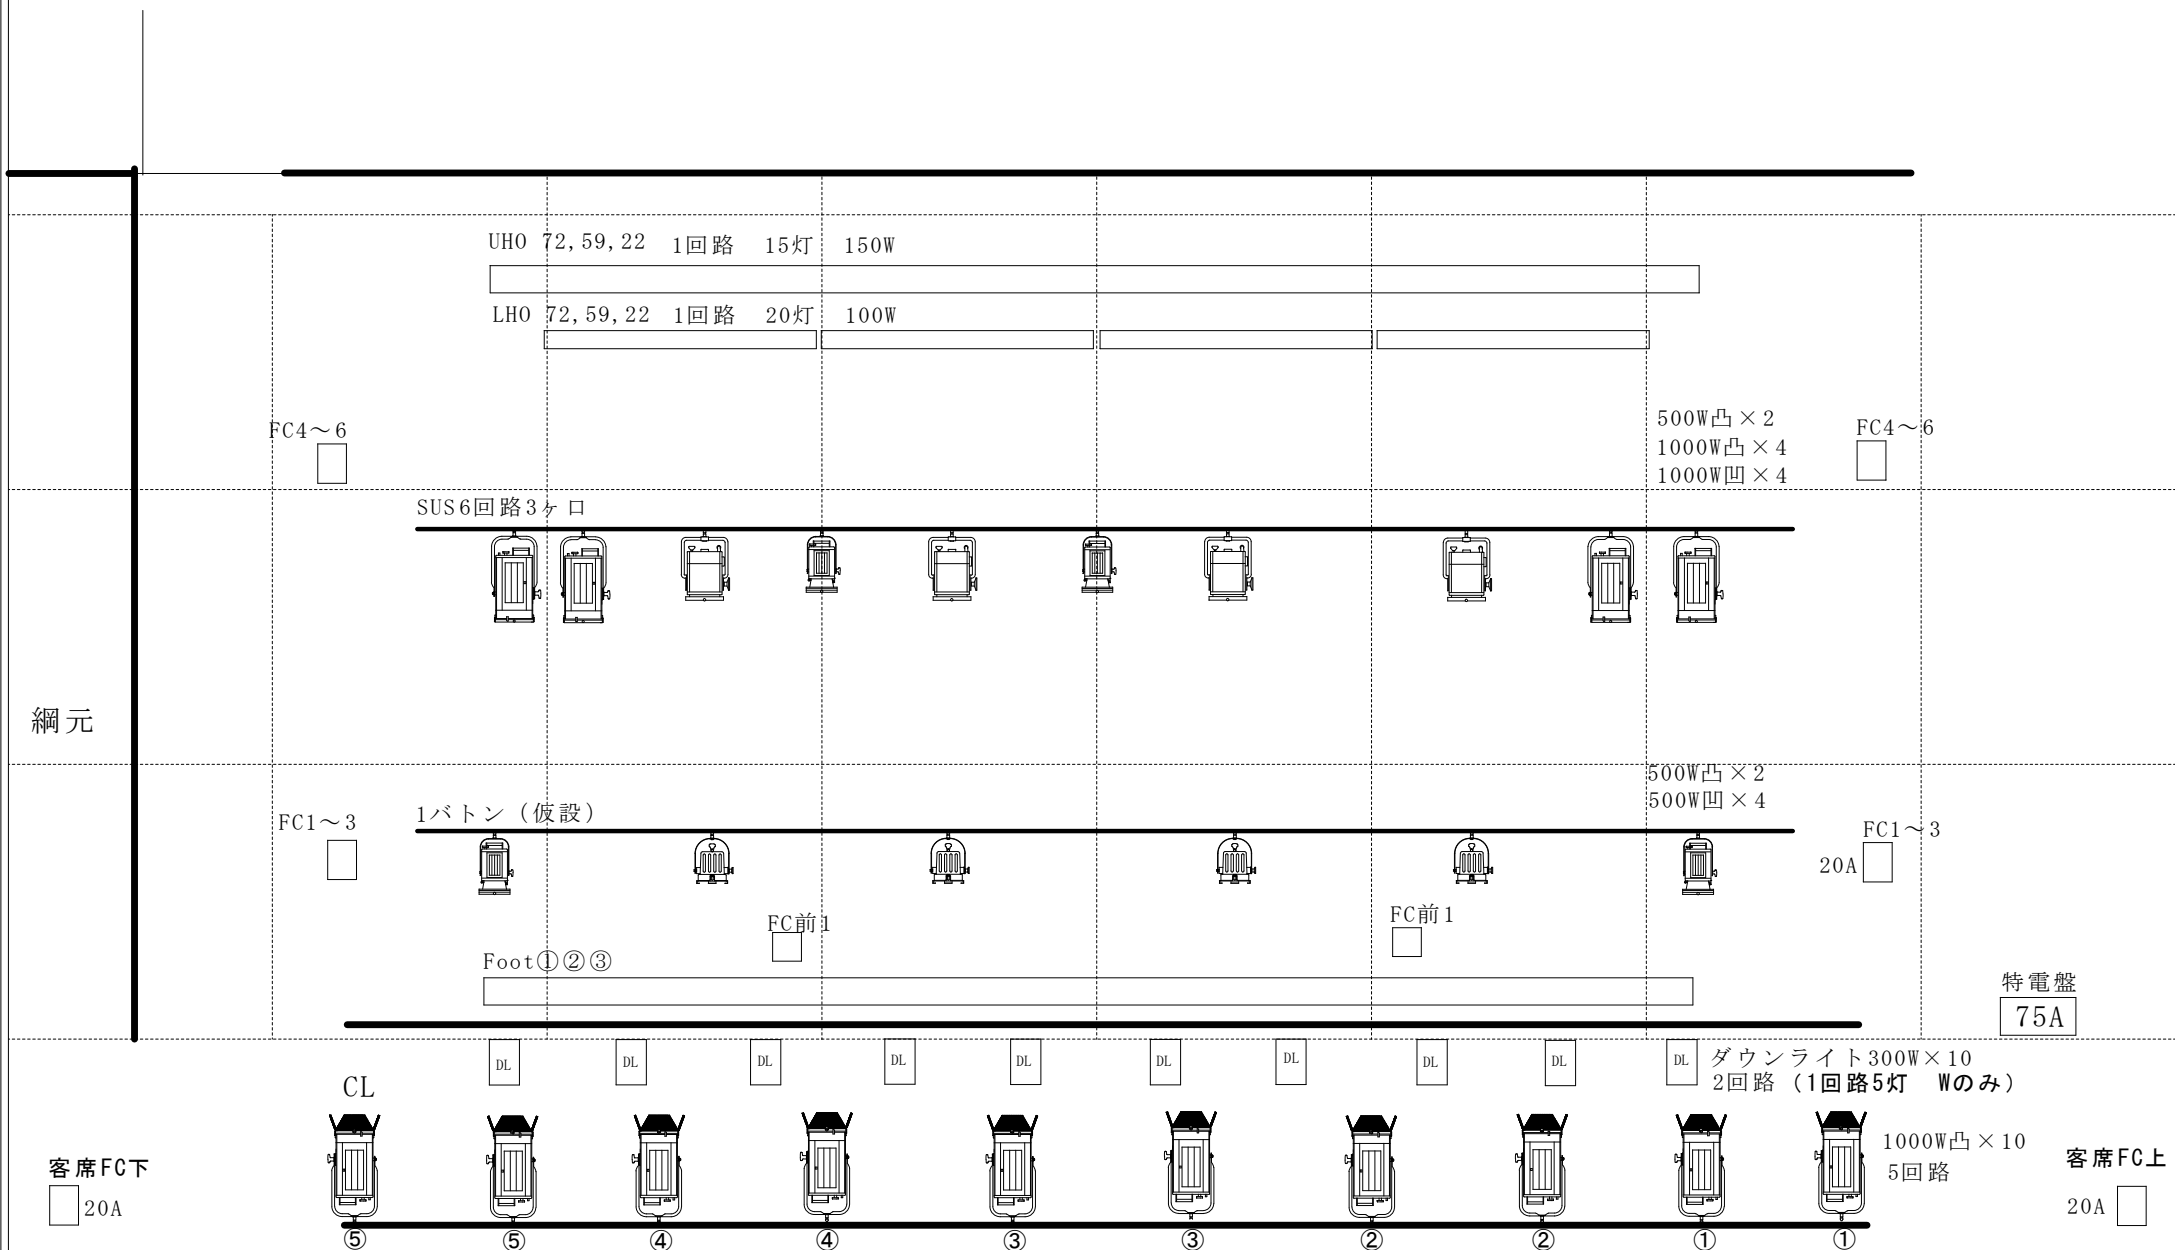 UHO 72,59,22 1回路 15灯 150W
LHO 72,59,22 1回路 20灯 100W
FC4～6
500W凸×2
1000W凸×4
1000W凹×4
FC4～6
SUS6回路3ヶ口
綱元
500W凸×2
500W凹×4
FC1～3
1バトン（仮設）
FC1～3
20A
FC前1
FC前1
Foot①②③
特電盤
75A
DL
DL
DL
DL
DL
DL
DL
DL
DL
DL
ダウンライト300W×10
2回路（1回路5灯 Wのみ）
CL
1000W凸×10
5回路
客席FC下
20A
客席FC上
20A
⑤
⑤
④
④
③
③
②
②
①
①